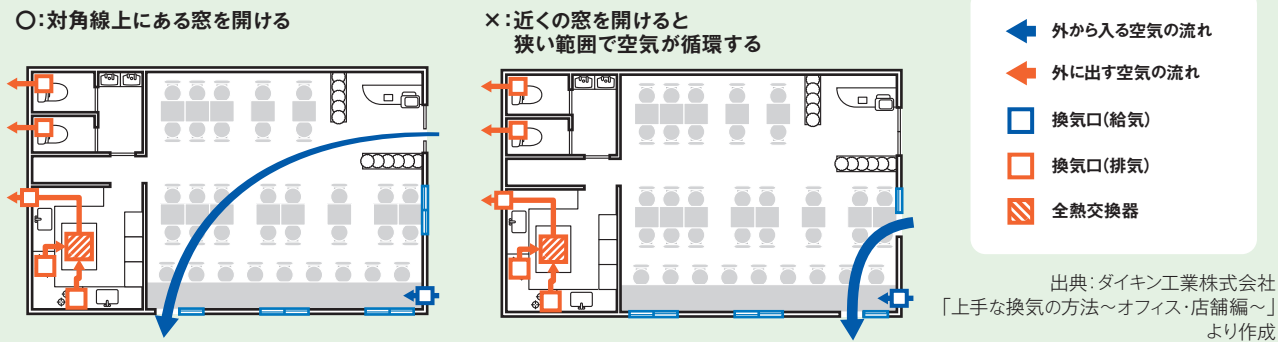 〇：対角線上にある窓を開ける
×：近くの窓を開けると
狭い範囲で空気が循環する
外から入る空気の流れ
外に出す空気の流れ
換気口(給気)
換気口(排気)
全熱交換器
出典：ダイキン工業株式会社
「上手な換気の方法〜オフィス・店舗編〜」
より作成